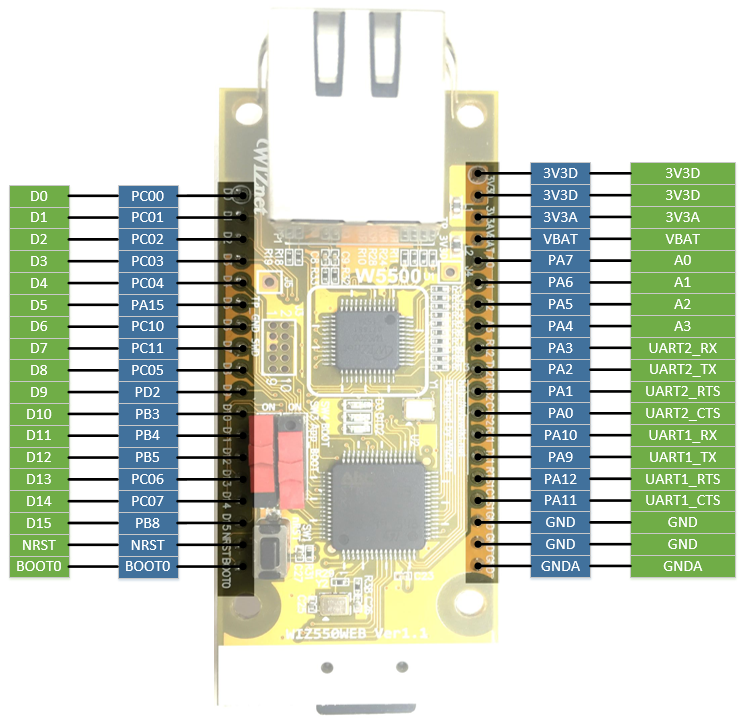 3V3D 3V3D
D0 PC00 3V3D 3V3D
D1 PC01 3V3A 3V3A
D2 PC02 VBAT VBAT
D3 PC03 PA7 A0
D4 PC04 PA6 A1
D5 PA15 PA5 A2
D6 PC10 PA4 A3
D7 PC11 PA3 UART2_RX
D8 PC05 PA2 UART2_TX
D9 PD2 PA1 UART2_RTS
D10 PB3 PA0 UART2_CTS
D11 PB4 PA10 UART1_RX
D12 PB5 PA9 UART1_TX
D13 PC06 PA12 UART1_RTS
D14 PC07 PA11 UART1_CTS
D15 PB8 GND GND
NRST NRST GND GND
BOOT0 BOOT0 GNDA GNDA
WIZnet
W5500
ON ON
WIZ550WEB Ver1.1